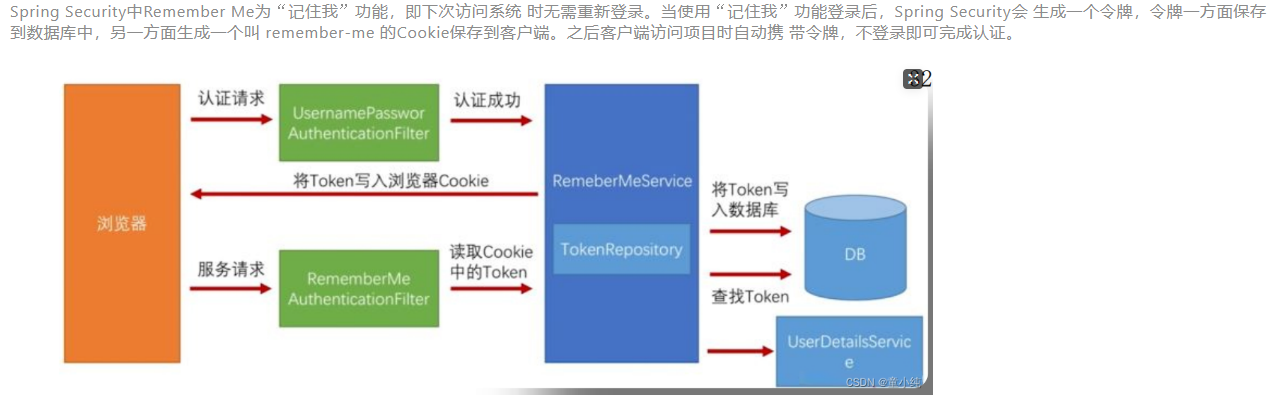 Spring Security中Remember Me为“记住我”功能，即下次访问系统 时无需重新登录。当使用“记住我”功能登录后，Spring Security会 生成一个令牌，令牌一方面保存
到数据库中，另一方面生成一个叫 remember-me 的Cookie保存到客户端。之后客户端访问项目时自动携 带令牌，不登录即可完成认证。
认证请求
UsernamePasswor
AuthenticationFilter
认证成功
将Token写入浏览器Cookie
浏览器
RemeberMeService
将Token写
入数据库
TokenRepository
DB
服务请求
RememberMe
AuthenticationFilter
读取Cookie
中的Token
查找Token
UserDetailsServic
e
CSDN @童小纯